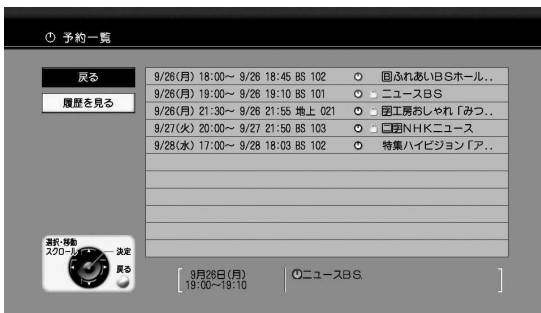 予約一覧
戻る
履歴を見る
9/26(月) 18:00～ 9/26 18:45 BS 102 回ふれあいBSホール..
9/26(月) 19:00～ 9/26 19:10 BS 101 ニュースBS
9/26(月) 21:30～ 9/26 21:55 地上 021 字工房おしゃれ「みつ..
9/27(火) 20:00～ 9/27 21:50 BS 103 二字NHKニュース
9/28(水) 17:00～ 9/28 18:03 BS 102 特集ハイビジョン「ア..
選択・移動
スクロール
決定
戻る
9月26日(月)
19:00～19:10
ニュースBS.